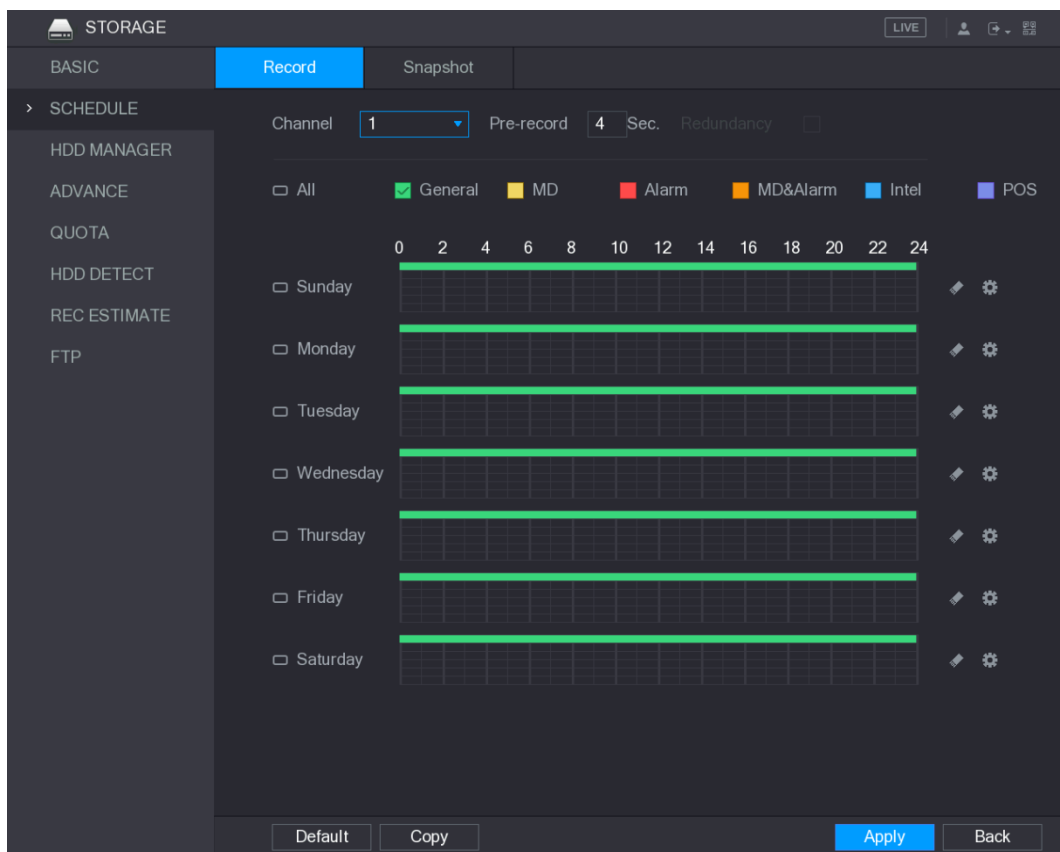 STORAGE LIVE
BASIC Record Snapshot
> SCHEDULE
Channel 1 Pre-record 4 Sec. Redundancy
HDD MANAGER
ADVANCE All General MD Alarm MD&Alarm Intel POS
QUOTA
0 2 4 6 8 10 12 14 16 18 20 22 24
HDD DETECT
Sunday
REC ESTIMATE
Monday
FTP
Tuesday
Wednesday
Thursday
Friday
Saturday
Default Copy Apply Back